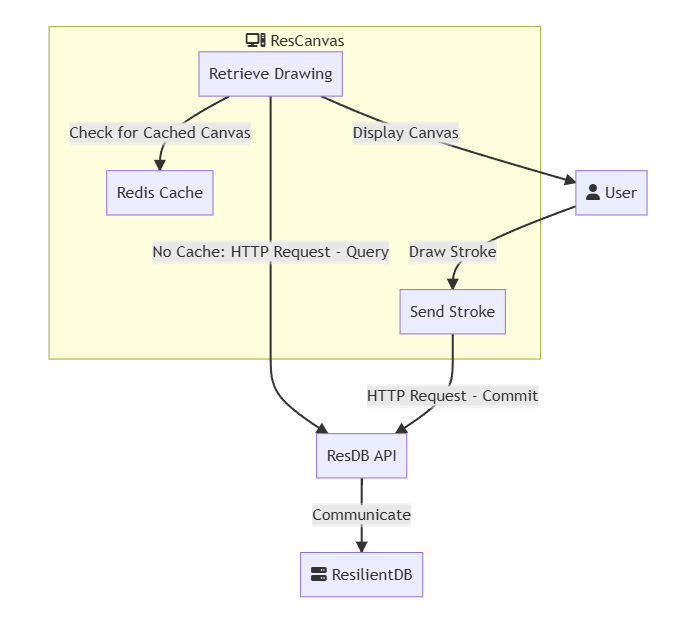 ResCanvas
Retrieve Drawing
Check for Cached Canvas
Display Canvas
Redis Cache
User
No Cache: HTTP Request - Query
Draw Stroke
Send Stroke
HTTP Request - Commit
ResDB API
Communicate
ResilientDB